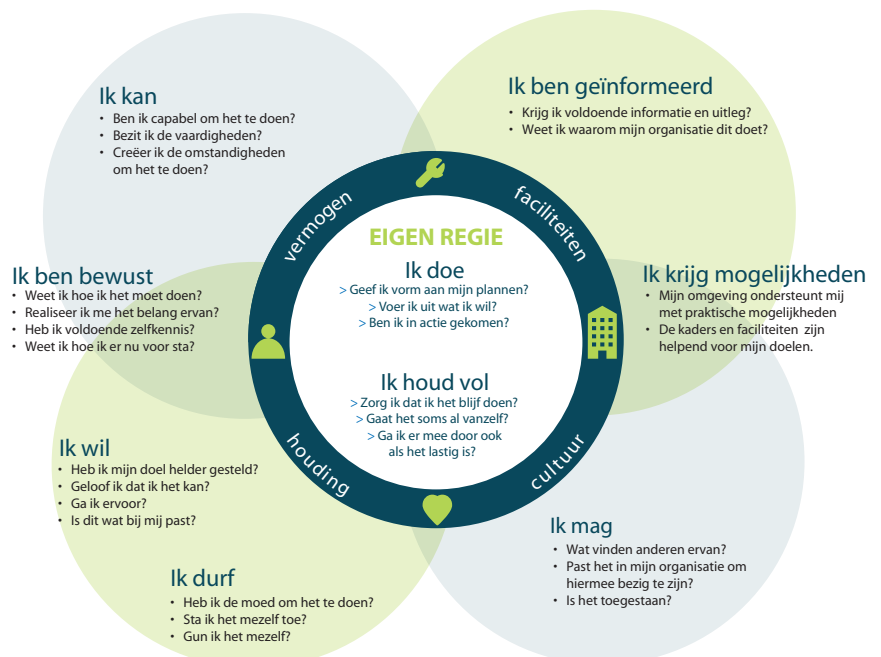 Ik kan
• Ben ik capabel om het te doen?
• Bezit ik de vaardigheden?
• Creëer ik de omstandigheden
om het te doen?
Ik ben geïnformeerd
• Krijg ik voldoende informatie en uitleg?
• Weet ik waarom mijn organisatie dit doet?
vermogen
faciliteiten
EIGEN REGIE
Ik doe
> Geef ik vorm aan mijn plannen?
> Voer ik uit wat ik wil?
> Ben ik in actie gekomen?
Ik ben bewust
• Weet ik hoe ik het moet doen?
• Realiseer ik me het belang ervan?
• Heb ik voldoende zelfkennis?
• Weet ik hoe ik er nu voor sta?
Ik krijg mogelijkheden
• Mijn omgeving ondersteunt mij
met praktische mogelijkheden
• De kaders en faciliteiten zijn
helpend voor mijn doelen.
Ik houd vol
> Zorg ik dat ik het blijf doen?
> Gaat het soms al vanzelf?
> Ga ik er mee door ook
als het lastig is?
houding
cultuur
Ik wil
• Heb ik mijn doel helder gesteld?
• Geloof ik dat ik het kan?
• Ga ik ervoor?
• Is dit wat bij mij past?
Ik mag
• Wat vinden anderen ervan?
• Past het in mijn organisatie om
hiermee bezig te zijn?
• Is het toegestaan?
Ik durf
• Heb ik de moed om het te doen?
• Sta ik het mezelf toe?
• Gun ik het mezelf?